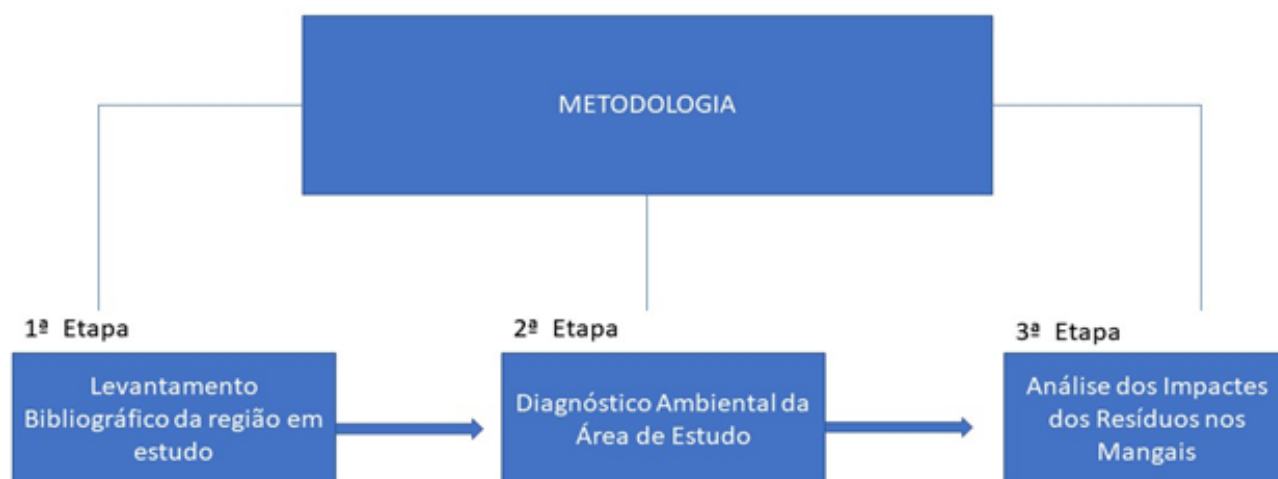 METODOLOGIA
1ª Etapa
Levantamento
Bibliográfico da região em
estudo
2ª Etapa
Diagnóstico Ambiental da
Área de Estudo
3ª Etapa
Análise dos Impactes
dos Resíduos nos
Mangais